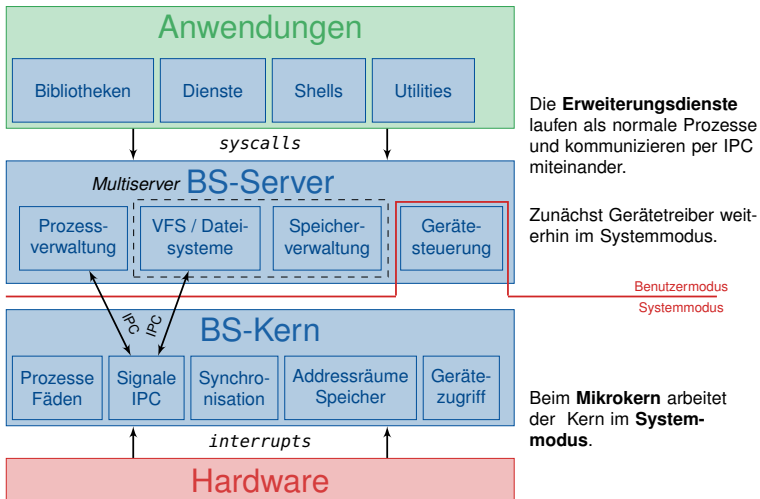 Anwendungen
Bibliotheken
Dienste
Shells
Utilities
syscalls
Multiserver BS-Server
Prozess-
verwaltung
VFS / Datei-
systeme
Speicher-
verwaltung
Geräte-
steuerung
IPC
IPC
BS-Kern
Prozesse
Fäden
Signale
IPC
Synchro-
nisation
Addressräume
Speicher
Geräte-
zugriff
interrupts
Hardware
Die Erweiterungsdienste
laufen als normale Prozesse
und kommunizieren per IPC
miteinander.
Zunächst Gerätetreiber weit-
erhin im Systemmodus.
Benutzermodus
Systemmodus
Beim Mikrokern arbeitet
der Kern im System-
modus.